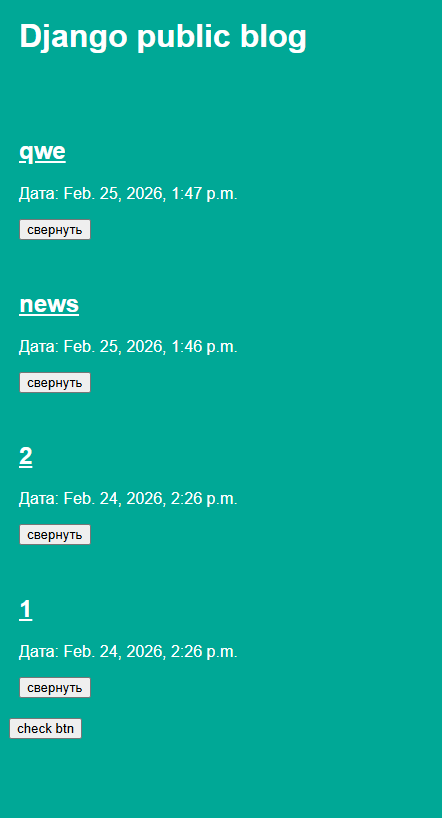 Django public blog
qwe
Дата: Feb. 25, 2026, 1:47 p.m.
свернуть
news
Дата: Feb. 25, 2026, 1:46 p.m.
свернуть
2
Дата: Feb. 24, 2026, 2:26 p.m.
свернуть
1
Дата: Feb. 24, 2026, 2:26 p.m.
свернуть
check btn